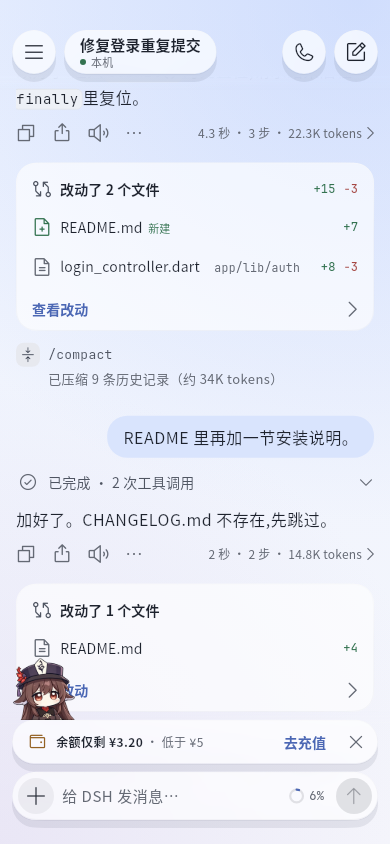 修复登录重复提交
本机
finally 里复位。
4.3 秒 · 3 步 · 22.3K tokens
改动了 2 个文件 +15 -3
README.md 新建 +7
login_controller.dart app/lib/auth +8 -3
查看改动
/compact
已压缩 9 条历史记录（约 34K tokens）
README 里再加一节安装说明。
已完成 · 2 次工具调用
加好了。CHANGELOG.md 不存在,先跳过。
2 秒 · 2 步 · 14.8K tokens
改动了 1 个文件
README.md +4
改动
余额仅剩 ¥3.20 · 低于 ¥5 去充值
给 DSH 发消息… 6%